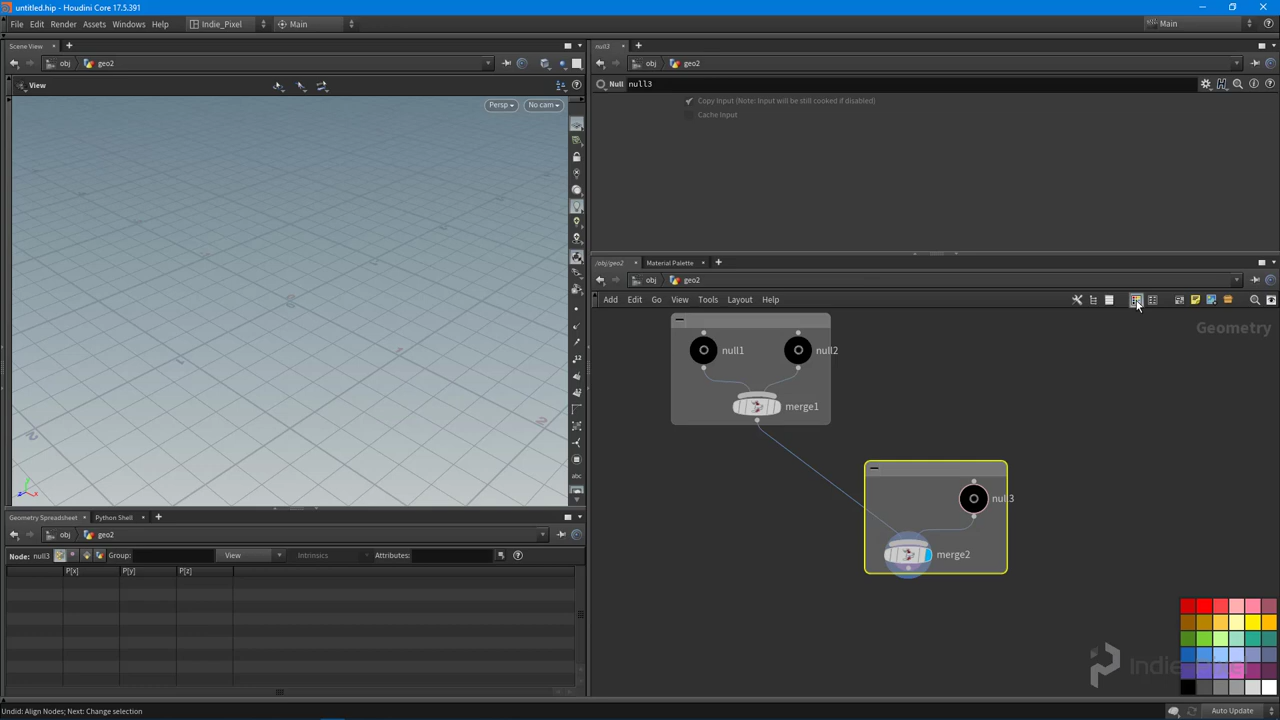 untitled.hip - Houdini Core 17.5.391
File Edit Render Assets Windows Help Indie_Pixel Main Main
Scene View
obj geo2
View
Persp No cam
Geometry Spreadsheet Python Shell
obj geo2
Node: null3 Group: View Intrinsics Attributes:
P[x] P[y] P[z]
Undid: Align Nodes; Next: Change selection
null3
obj geo2
Null null3
Copy Input (Note: Input will be still cooked if disabled)
Cache Input
/obj/geo2 Material Palette
obj geo2
Add Edit Go View Tools Layout Help
Geometry
null1 null2
merge1
merge2
Auto Update